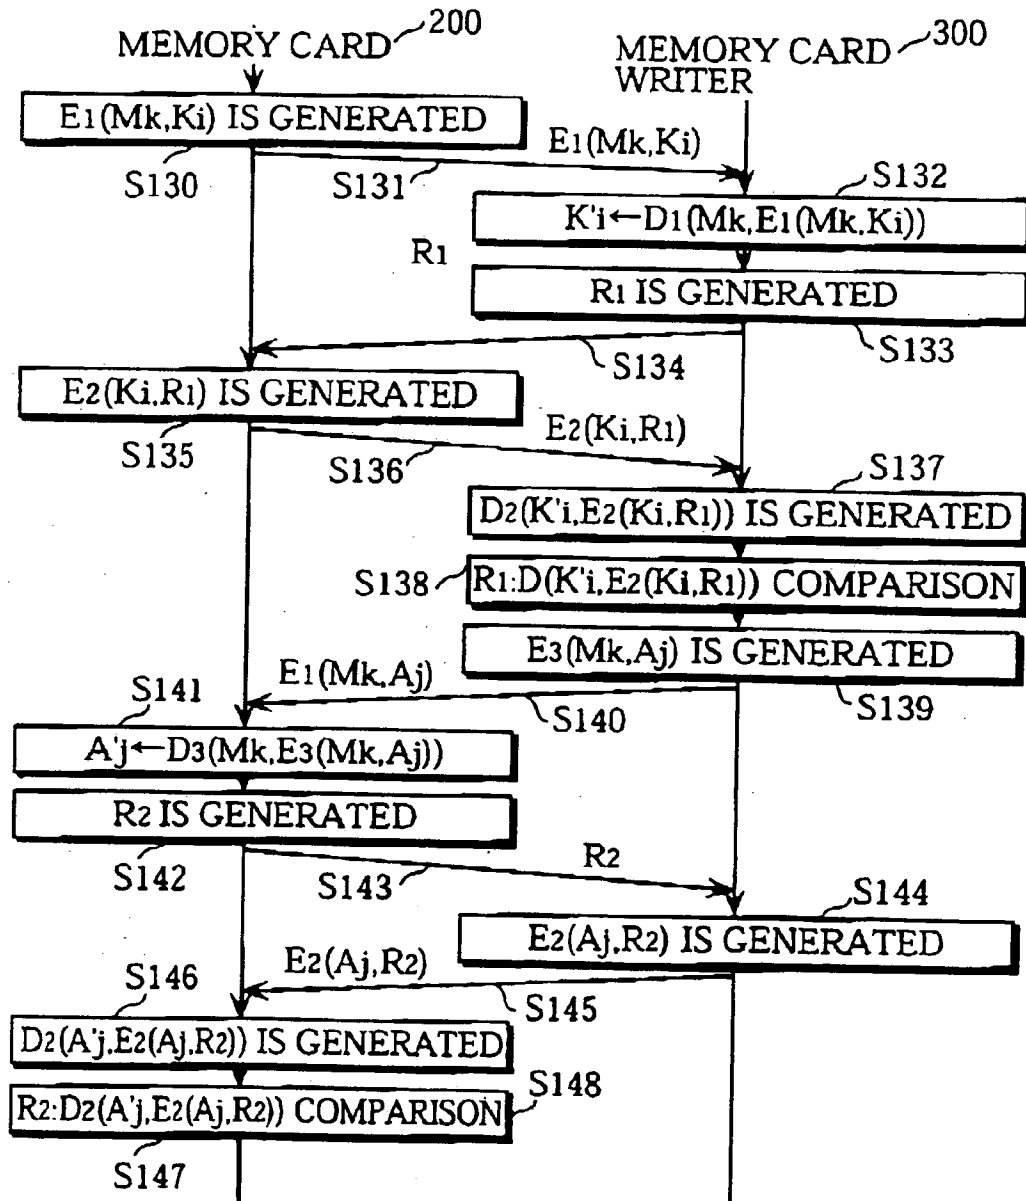 200
MEMORY CARD
300
MEMORY CARD
WRITER
E1(Mk,Ki) IS GENERATED
E1(Mk,Ki)
S130
S131
S132
K'i←D1(Mk,E1(Mk,Ki))
R1
R1 IS GENERATED
S133
S134
E2(Ki,R1) IS GENERATED
S135
E2(Ki,R1)
S136
S137
D2(K'i,E2(Ki,R1)) IS GENERATED
S138
R1:D(K'i,E2(Ki,R1)) COMPARISON
E3(Mk,Aj) IS GENERATED
S139
E1(Mk,Aj)
S140
S141
A'j←D3(Mk,E3(Mk,Aj))
R2 IS GENERATED
S142
S143
R2
S144
E2(Aj,R2) IS GENERATED
E2(Aj,R2)
S145
S146
D2(A'j,E2(Aj,R2)) IS GENERATED
S148
R2:D2(A'j,E2(Aj,R2)) COMPARISON
S147